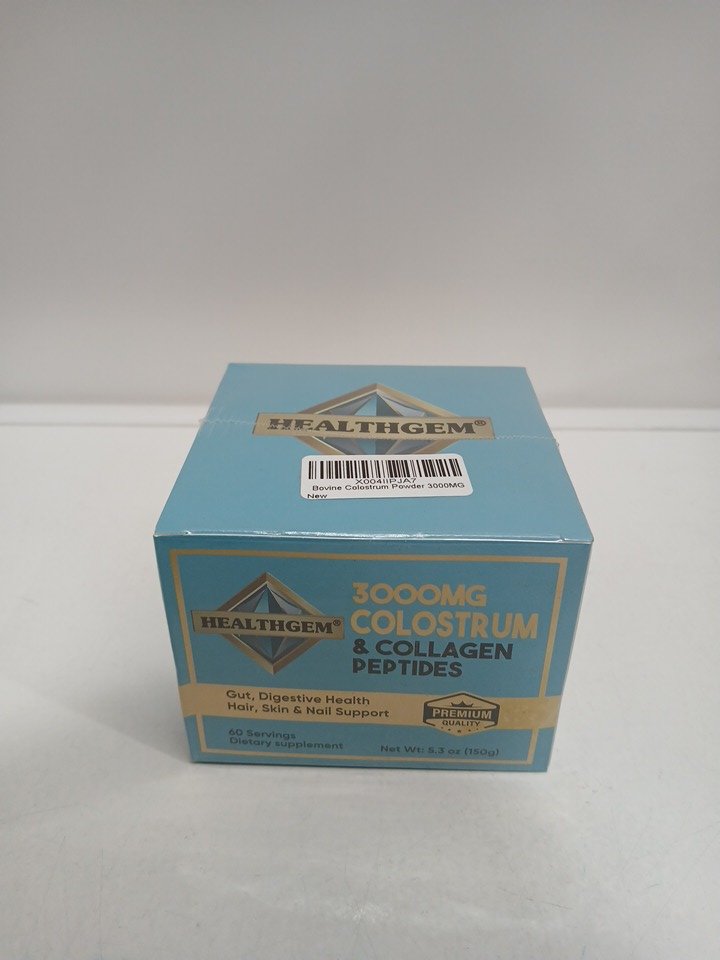 HEALTHGEM®
X004IIPJA7
Bovine Colostrum Powder 3000MG
New
HEALTHGEM®
3000MG
COLOSTRUM
& COLLAGEN
PEPTIDES
Gut, Digestive Health
Hair, Skin & Nail Support
PREMIUM
QUALITY
60 Servings
Dietary supplement
Net Wt: 5.3 oz (150g)